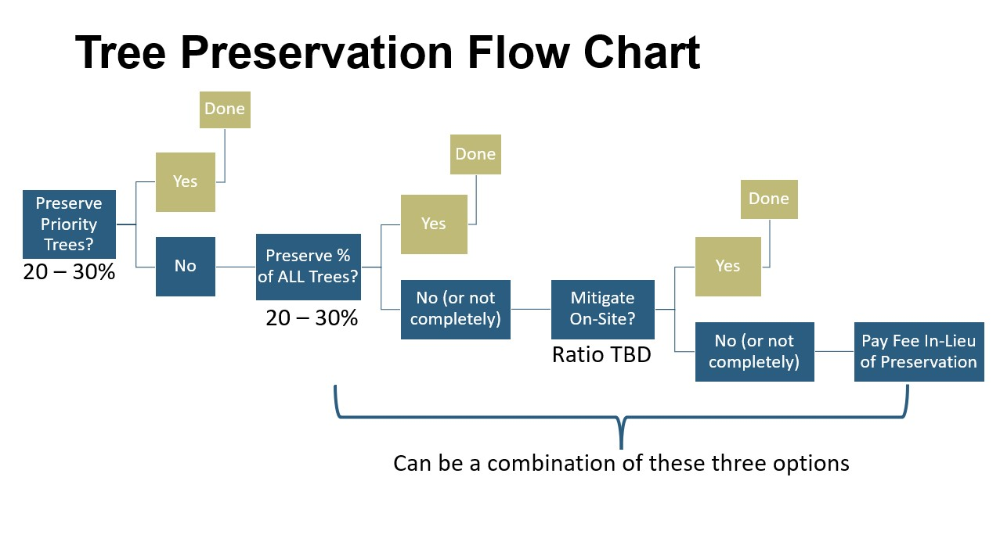 Tree Preservation Flow Chart
Done
Yes
Preserve
Priority
Trees?
20 – 30%
No
Preserve %
of ALL Trees?
20 – 30%
Done
Yes
No (or not
completely)
Mitigate
On-Site?
Ratio TBD
Done
Yes
No (or not
completely)
Pay Fee In-Lieu
of Preservation
Can be a combination of these three options